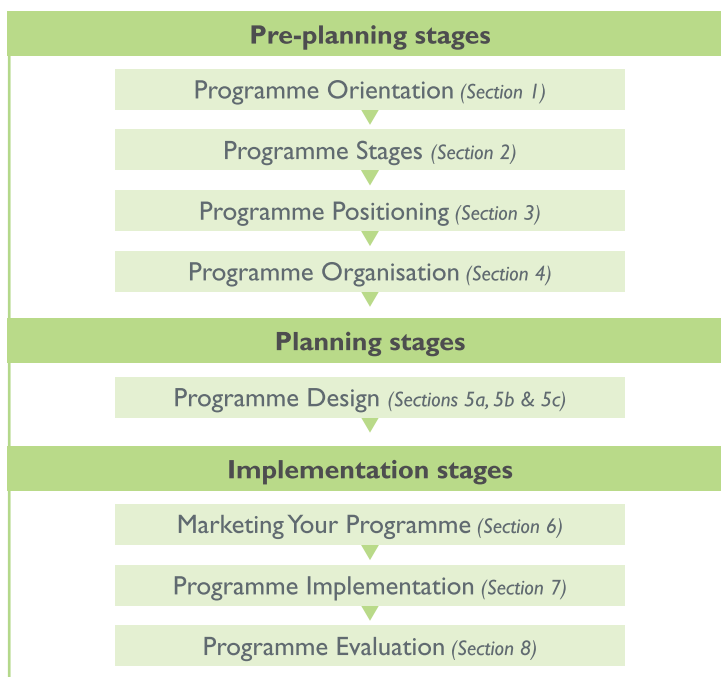 Pre-planning stages
Programme Orientation (Section 1)
Programme Stages (Section 2)
Programme Positioning (Section 3)
Programme Organisation (Section 4)
Planning stages
Programme Design (Sections 5a, 5b & 5c)
Implementation stages
Marketing Your Programme (Section 6)
Programme Implementation (Section 7)
Programme Evaluation (Section 8)